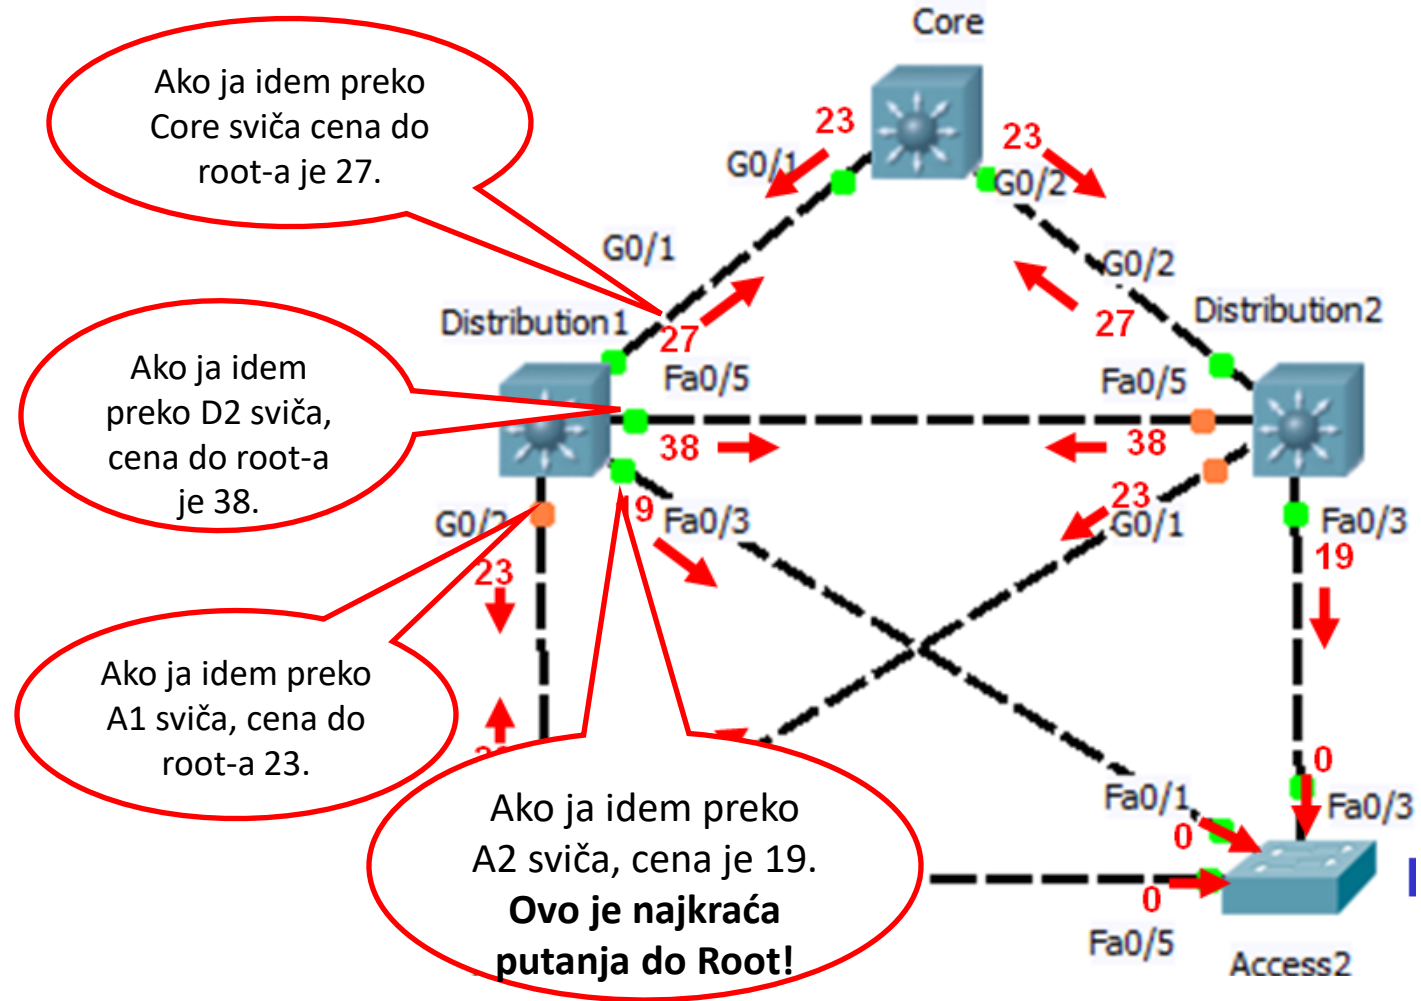 Core
Ako ja idem preko
Core sviča cena do
root-a je 27.
23
G0/1
23
G0/2
G0/1
G0/2
Distribution1
27
27
Distribution2
Ako ja idem
preko D2 sviča,
cena do root-a
je 38.
Fa0/5
Fa0/5
38
38
G0/2
19
Fa0/3
23
G0/1
Fa0/3
19
23
Ako ja idem preko
A1 sviča, cena do
root-a 23.
0
Ako ja idem preko
A2 sviča, cena je 19.
Ovo je najkraća
putanja do Root!
Fa0/1
0
Fa0/3
0
Fa0/5
Access2